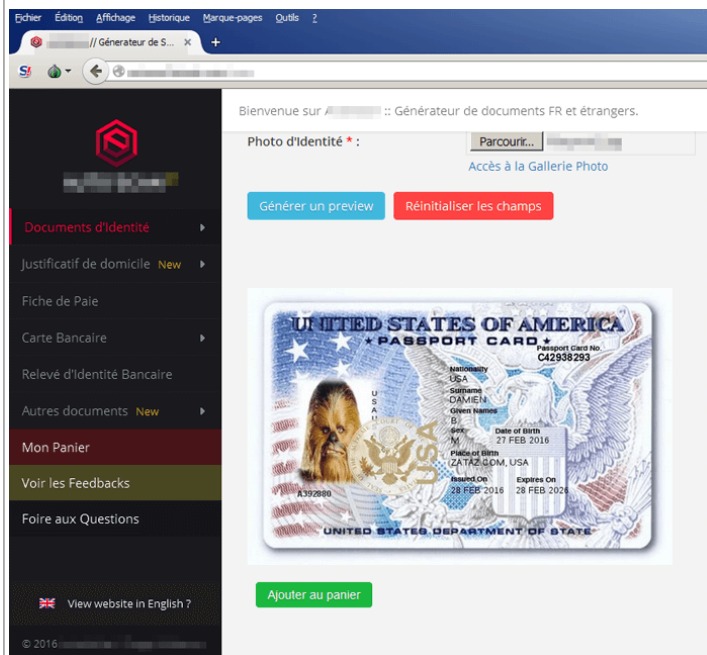 Fichier Édition Affichage Historique Marque-pages Outils ?
// Génerateur de S... × +
Bienvenue sur :: Générateur de documents FR et étrangers.
Photo d'Identité * :
Parcourir...
Accès à la Gallerie Photo
Générer un preview
Réinitialiser les champs
Documents d'Identité
Justificatif de domicile New
Fiche de Paie
Carte Bancaire
Relevé d'Identité Bancaire
Autres documents New
Mon Panier
Voir les Feedbacks
Foire aux Questions
View website in English ?
© 2016
UNITED STATES OF AMERICA
PASSPORT CARD
Passport Card No.
C42938293
Nationality
USA
Surname
DAMIEN
Given Names
B.
Sex
M
Date of Birth
27 FEB 2016
Place of Birth
ZATAZ.COM, USA
Issued On
28 FEB 2016
Expires On
28 FEB 2026
USA
A392880
UNITED STATES DEPARTMENT OF STATE
Ajouter au panier